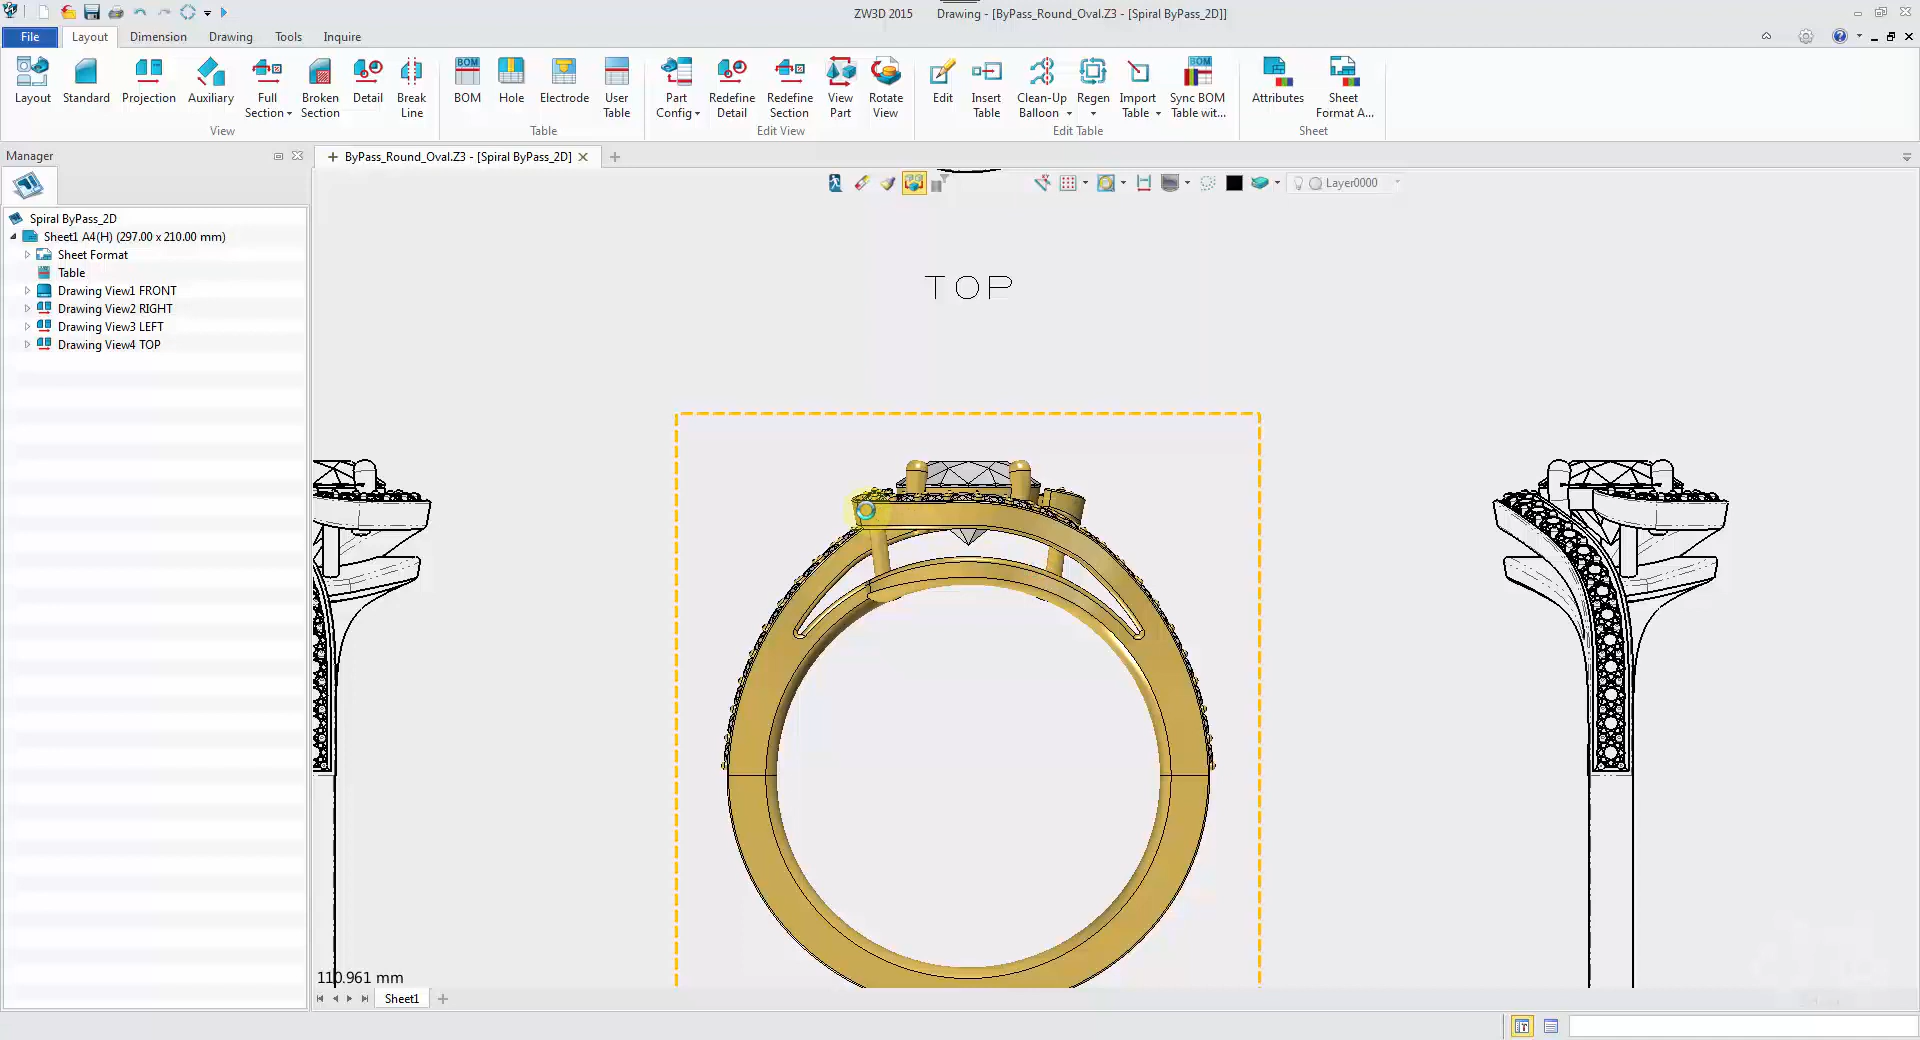 ZW3D 2015 Drawing - [ByPass_Round_Oval.Z3 - [Spiral ByPass_2D]]
File Layout Dimension Drawing Tools Inquire
Layout Standard Projection Auxiliary Full Section Broken Section Detail Break Line
BOM Hole Electrode User Table
Part Config Redefine Detail Redefine Section View Part Rotate View
Edit Insert Table Clean-Up Balloon Regen Import Table Sync BOM Table wit...
Attributes Sheet Format A...
View Table Edit View Edit Table Sheet
Manager
ByPass_Round_Oval.Z3 - [Spiral ByPass_2D]
Layer0000
Spiral ByPass_2D
Sheet1 A4(H) (297.00 x 210.00 mm)
Sheet Format
Table
Drawing View1 FRONT
Drawing View2 RIGHT
Drawing View3 LEFT
Drawing View4 TOP
TOP
110.961 mm
Sheet1